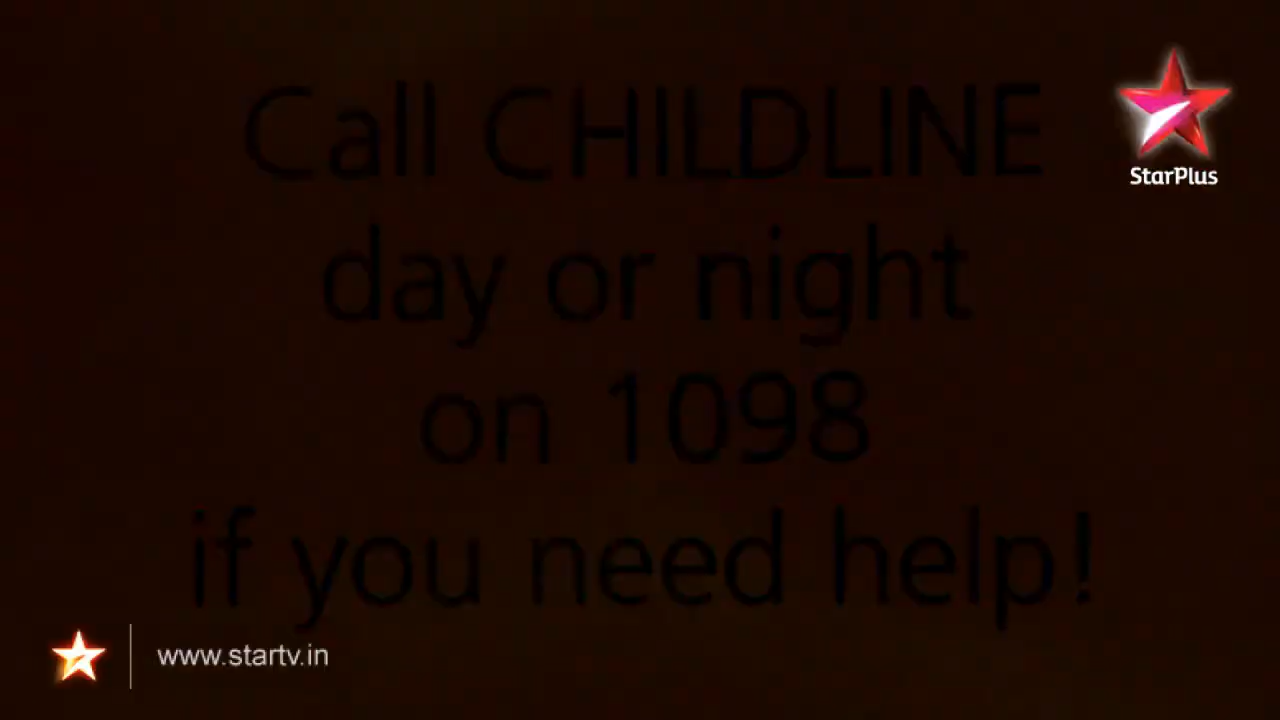 Call CHILDLINE
day or night
on 1098
if you need help!
StarPlus
www.startv.in